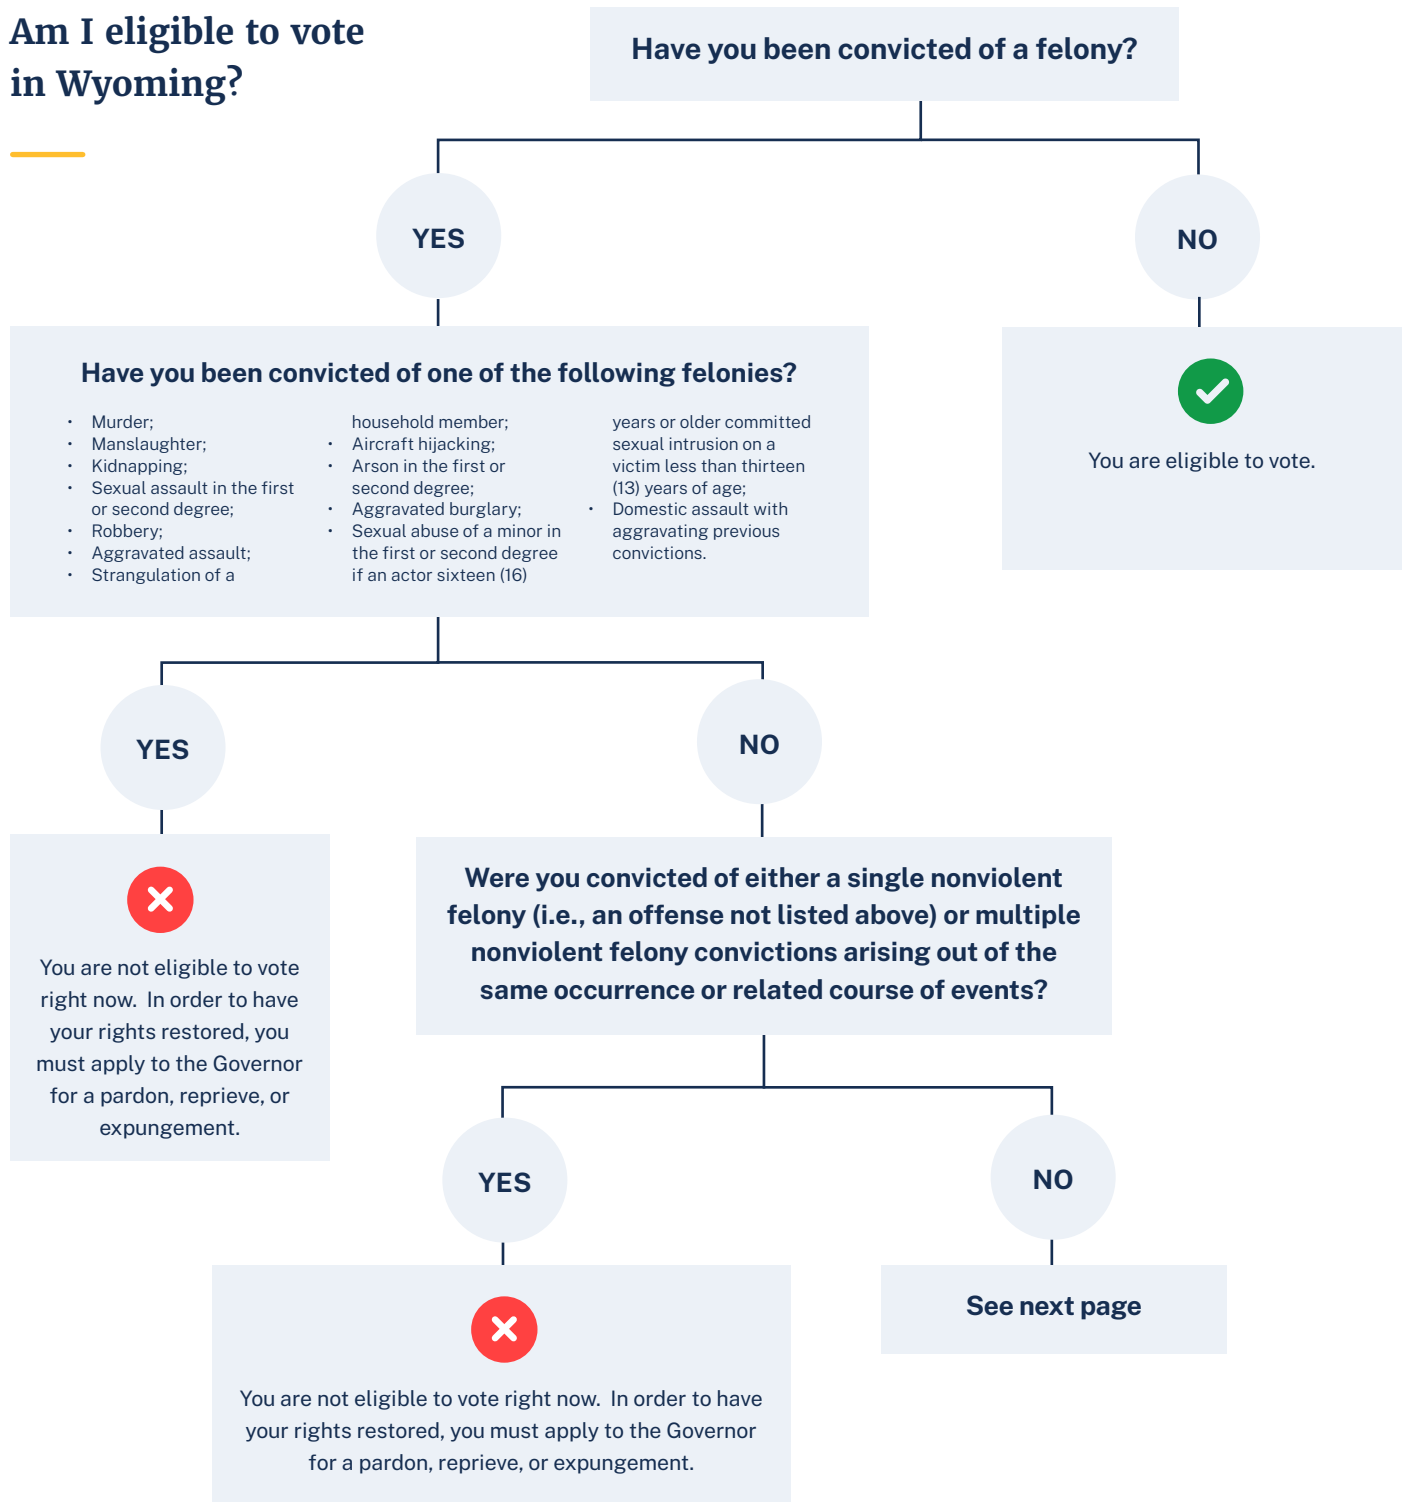 Am I eligible to vote
in Wyoming?
Have you been convicted of a felony?
YES
NO
Have you been convicted of one of the following felonies?
• Murder;
• Manslaughter;
• Kidnapping;
• Sexual assault in the first
or second degree;
• Robbery;
• Aggravated assault;
• Strangulation of a
household member;
• Aircraft hijacking;
• Arson in the first or
second degree;
• Aggravated burglary;
• Sexual abuse of a minor in
the first or second degree
if an actor sixteen (16)
years or older committed
sexual intrusion on a
victim less than thirteen
(13) years of age;
• Domestic assault with
aggravating previous
convictions.
You are eligible to vote.
YES
NO
You are not eligible to vote
right now. In order to have
your rights restored, you
must apply to the Governor
for a pardon, reprieve, or
expungement.
Were you convicted of either a single nonviolent
felony (i.e., an offense not listed above) or multiple
nonviolent felony convictions arising out of the
same occurrence or related course of events?
YES
NO
You are not eligible to vote right now. In order to have
your rights restored, you must apply to the Governor
for a pardon, reprieve, or expungement.
See next page